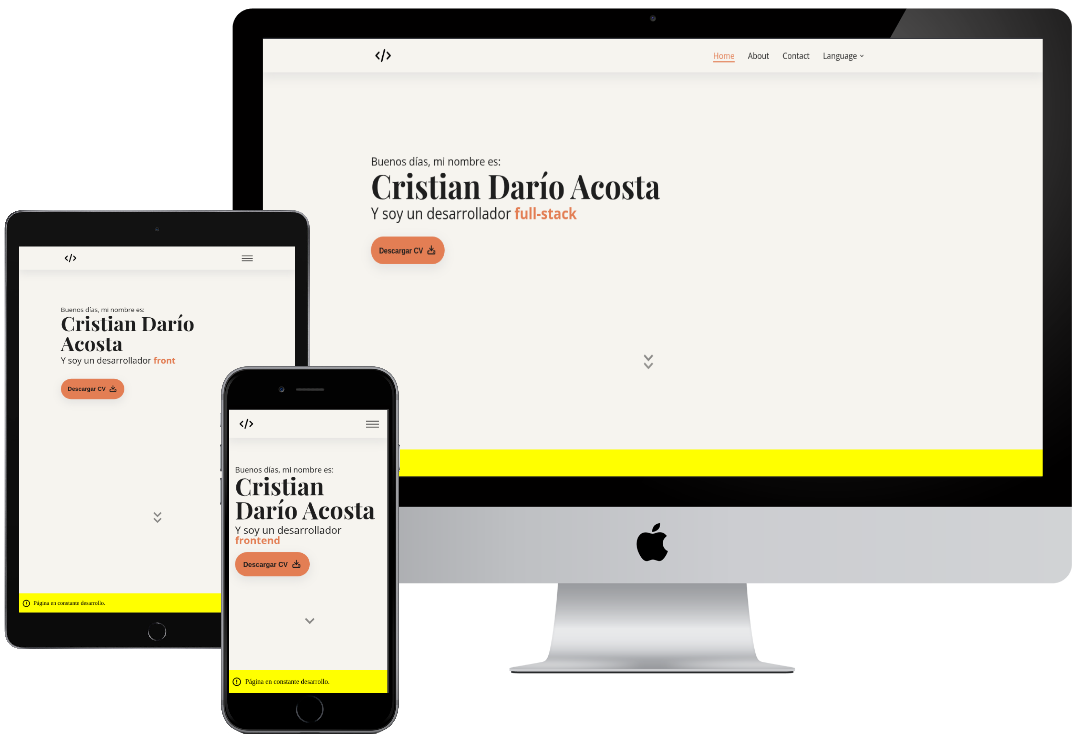 </>
Home About Contact Language
Buenos días, mi nombre es:
Cristian Darío Acosta
Y soy un desarrollador full-stack
Descargar CV
</>
Buenos días, mi nombre es:
Cristian Darío
Acosta
Y soy un desarrollador front
Descargar CV
Página en constante desarrollo.
</>
Buenos días, mi nombre es:
Cristian
Darío Acosta
Y soy un desarrollador
frontend
Descargar CV
Página en constante desarrollo.